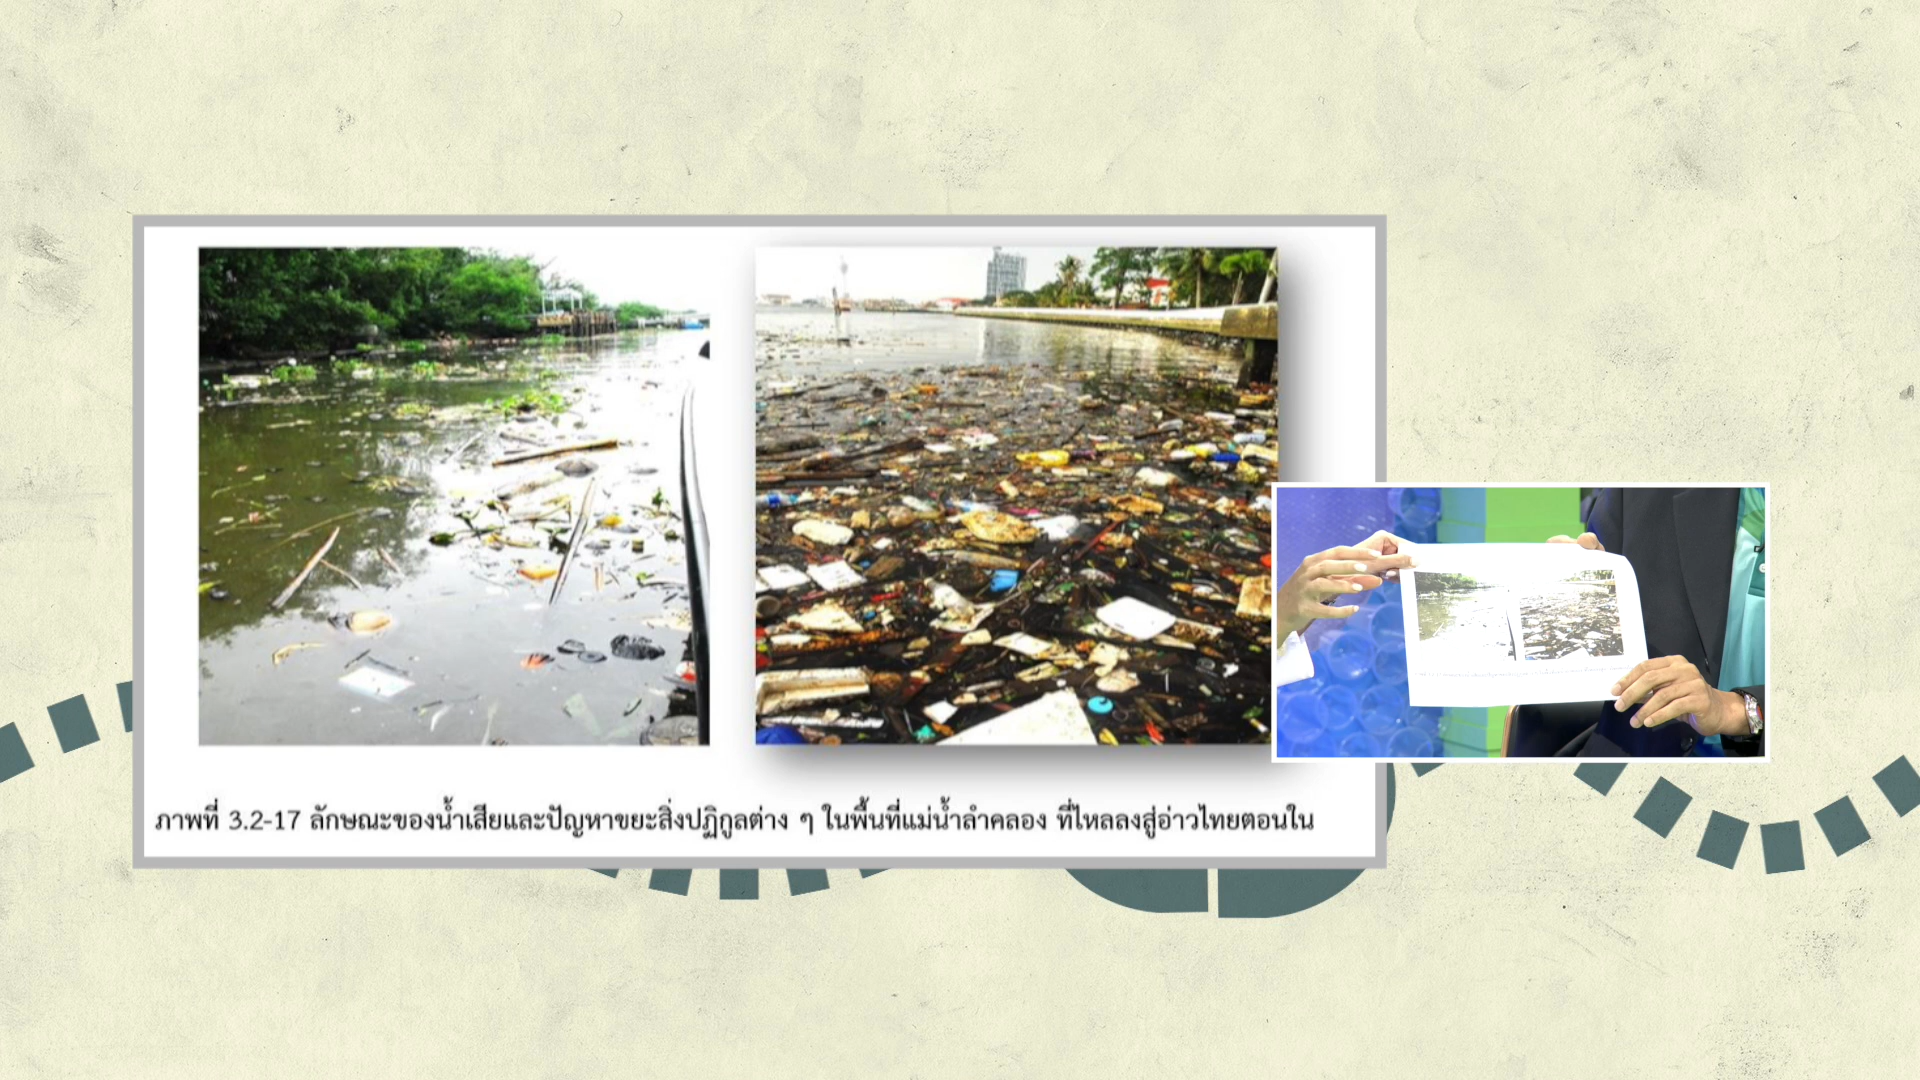 ภาพที่ 3.2-17 ลักษณะของน้ำเสียและปัญหาขยะสิ่งปฏิกูลต่าง ๆ ในพื้นที่แม่น้ำลำคลอง ที่ไหลลงสู่อ่าวไทยตอนใน